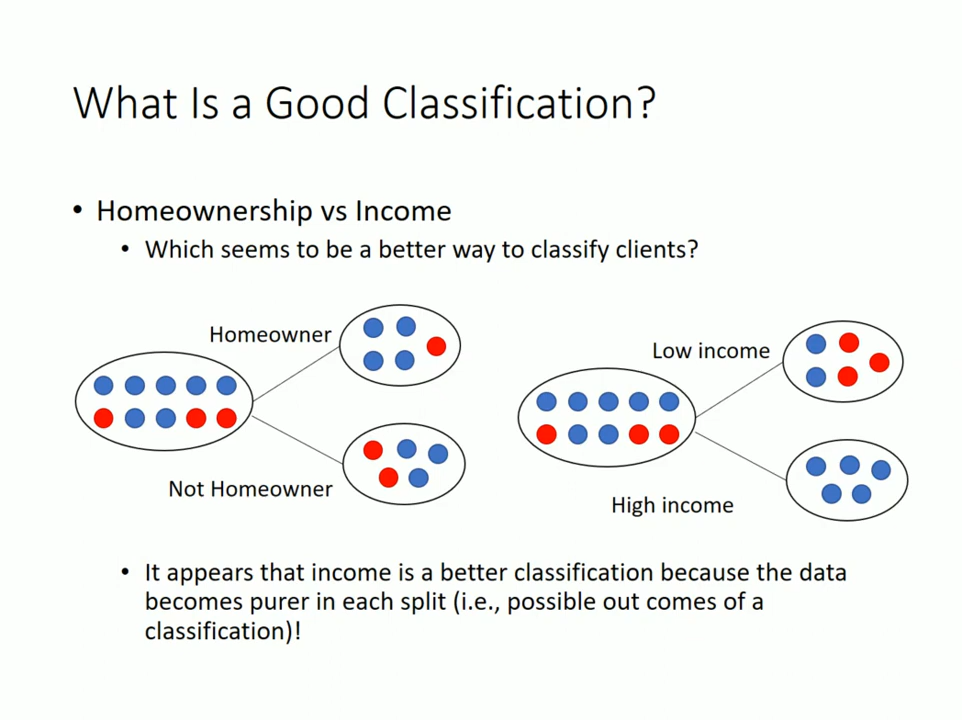 What Is a Good Classification?
• Homeownership vs Income
• Which seems to be a better way to classify clients?
Homeowner
Not Homeowner
Low income
High income
• It appears that income is a better classification because the data
becomes purer in each split (i.e., possible out comes of a
classification)!